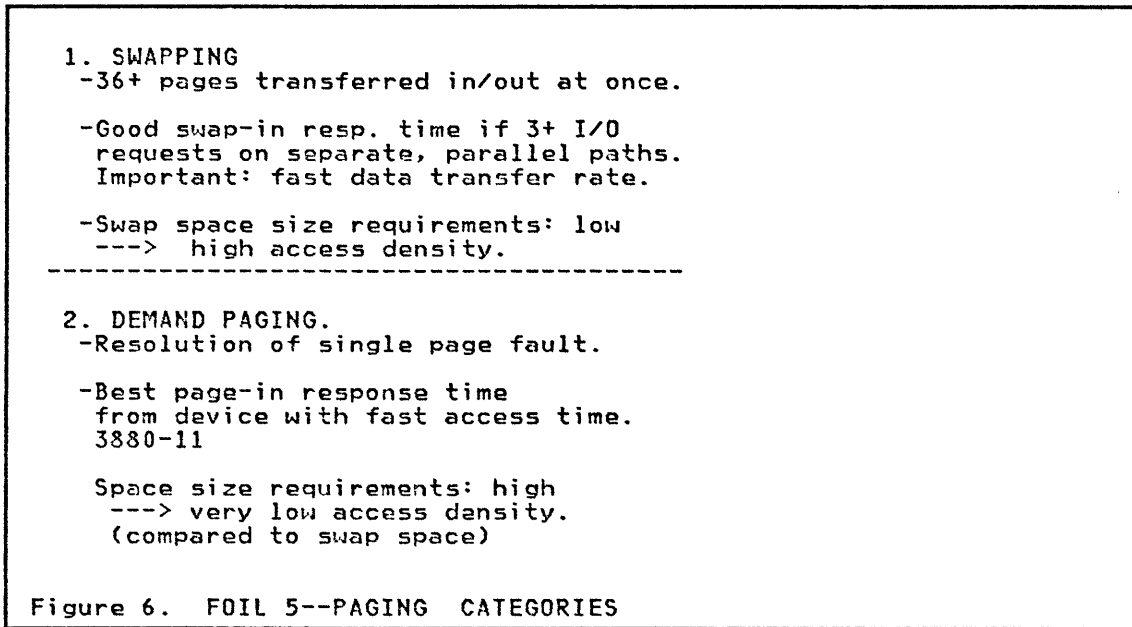 1. SWAPPING
-36+ pages transferred in/out at once.
-Good swap-in resp. time if 3+ I/O
requests on separate, parallel paths.
Important: fast data transfer rate.
-Swap space size requirements: low
---> high access density.
----------------------------------------
2. DEMAND PAGING.
-Resolution of single page fault.
-Best page-in response time
from device with fast access time.
3880-11
Space size requirements: high
---> very low access density.
(compared to swap space)
Figure 6. FOIL 5--PAGING CATEGORIES